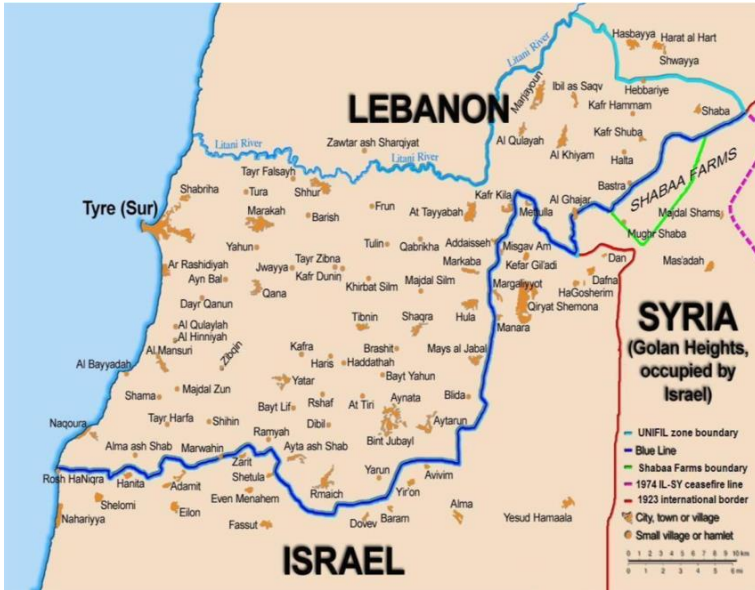 Hasbayya
Harat al Hart
Shwayya
Litani River
Marjayoun
Ibil as Saqv
Hebbariye
LEBANON
Kafr Hammam
Shaba
Al Qulayah
Kafr Shuba
Litani River
Zawtar ash Sharqiyat
Litani River
Al Khiyam
Halta
Tayr Falsayh
Shhur
Bastra
SHABAA FARMS
Shabriha
Tura
Kafr Kila
Al Ghajar
Tyre (Sur)
Marakah
Barish
Frun
At Tayyabah
Metulla
Majdal Shams
Mughr Shaba
Yahun
Tulin
Qabrikha
Addaisseh
Misgav Am
Dan
Mas'adah
Ar Rashidiyah
Jwayya
Tayr Zibna
Markaba
Kefar Gil'adi
Ayn Bal
Kafr Dunin
Khirbat Silm
Majdal Silm
Margaliyyot
Dafna
Qana
HaGosherim
Dayr Qanun
Tibnin
Shaqra
Hula
Qiryat Shemona
SYRIA
Al Qulaylah
Manara
(Golan Heights,
occupied by
Israel)
Al Hinniyah
Al Mansuri
Zibqin
Kafra
Brashit
Mays al Jabal
Al Bayyadah
Haris
Haddathah
Yatar
Bayt Yahun
Shama
Majdal Zun
Rshaf
At Tiri
Aynata
Blida
Bayt Lif
Naqoura
Tayr Harfa
Shihin
Dibil
Aytarun
Ramyah
Bint Jubayl
Alma ash Shab
Marwahin
Ayta ash Shab
Zarit
Rosh HaNiqra
Hanita
Adamit
Shetula
Yarun
Avivim
Shelomi
Even Menahem
Rmaich
Yir'on
Nahariyya
Eilon
Fassut
Dovev
Baram
Alma
Yesud Hamaala
ISRAEL
UNIFIL zone boundary
Blue Line
Shabaa Farms boundary
1974 IL-SY ceasefire line
1923 international border
City, town or village
Small village or hamlet
0 1 2 3 4 5 6 7 8 9 10 km
0 1 2 3 4 5 6 mi